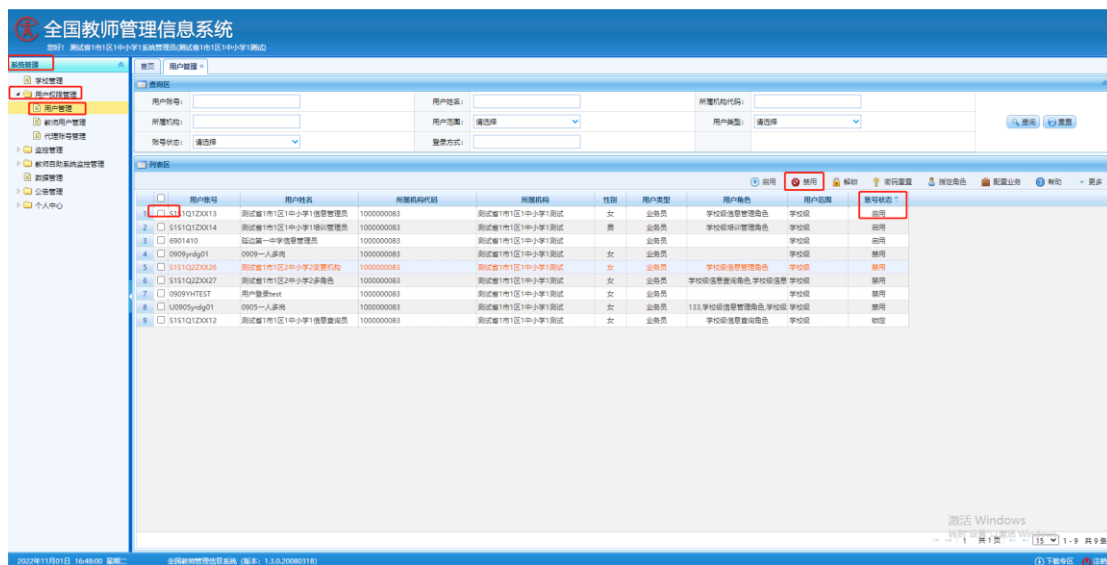 全国教师管理信息系统
您好! 测试省1市1区1中小学1系统管理员(测试省1市1区1中小学1测试)
系统管理
学校管理
用户权限管理
用户管理
教师用户管理
代理账号管理
监控管理
教师自助系统监控管理
数据管理
公告管理
个人中心
首页 用户管理 ×
查询区
用户账号: 用户姓名: 所属机构代码:
所属机构: 用户范围: 请选择 用户类型: 请选择 查询 重置
账号状态: 请选择 登录方式:
列表区
启用 禁用 解锁 密码重置 指定角色 配置业务 帮助 更多
用户账号 用户姓名 所属机构代码 所属机构 性别 用户类型 用户角色 用户范围 账号状态
1 S1S1Q1ZXX13 测试省1市1区1中小学1信息管理员 1000000083 测试省1市1区1中小学1测试 女 业务员 学校级信息管理角色 学校级 启用
2 S1S1Q1ZXX14 测试省1市1区1中小学1培训管理员 1000000083 测试省1市1区1中小学1测试 男 业务员 学校级培训管理角色 学校级 启用
3 6901410 延边第一中学信息管理员 1000000083 测试省1市1区1中小学1测试 业务员 学校级 启用
4 0909yrdg01 0909一人多岗 1000000083 测试省1市1区1中小学1测试 女 业务员 学校级 禁用
5 S1S1Q2ZXX26 测试省1市1区2中小学2变更机构 1000000083 测试省1市1区1中小学1测试 女 业务员 学校级信息管理角色 学校级 禁用
6 S1S1Q2ZXX27 测试省1市1区2中小学2多角色 1000000083 测试省1市1区1中小学1测试 女 业务员 学校级信息查询角色,学校级信息 学校级 禁用
7 0909YHTEST 用户登录test 1000000083 测试省1市1区1中小学1测试 女 业务员 学校级 禁用
8 U0905yrdg01 0905一人多岗 1000000083 测试省1市1区1中小学1测试 女 业务员 133,学校级信息管理角色,学校级 学校级 禁用
9 S1S1Q1ZXX12 测试省1市1区1中小学1信息查询员 1000000083 测试省1市1区1中小学1测试 女 业务员 学校级信息查询角色 学校级 锁定
激活 Windows
1 共1页 15 1-9 共9条
2022年11月01日 16:48:00 星期二 全国教师管理信息系统 (版本: 1.3.0.20080318) 下载专区 注销